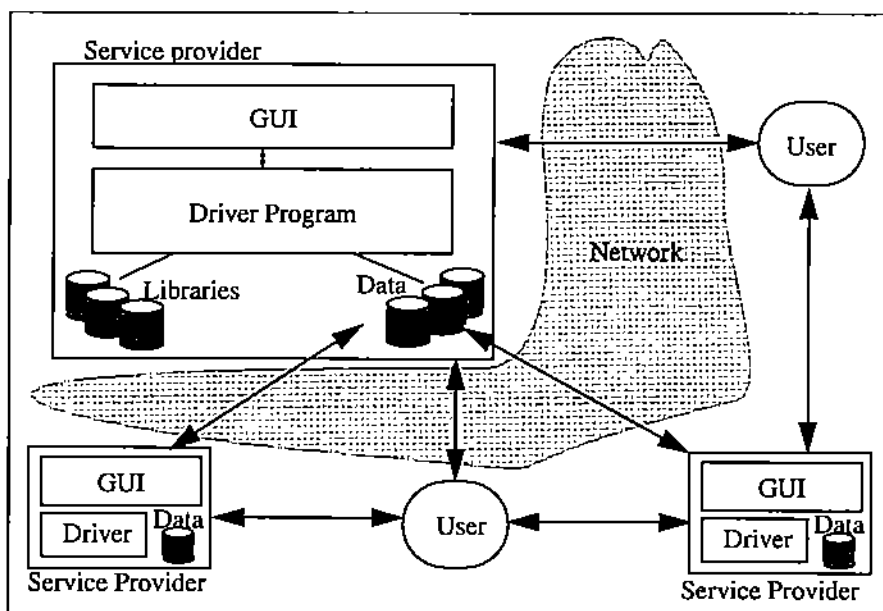 Service provider
GUI
Driver Program
Libraries
Data
Network
User
GUI
Driver
Data
Service Provider
User
GUI
Driver
Data
Service Provider